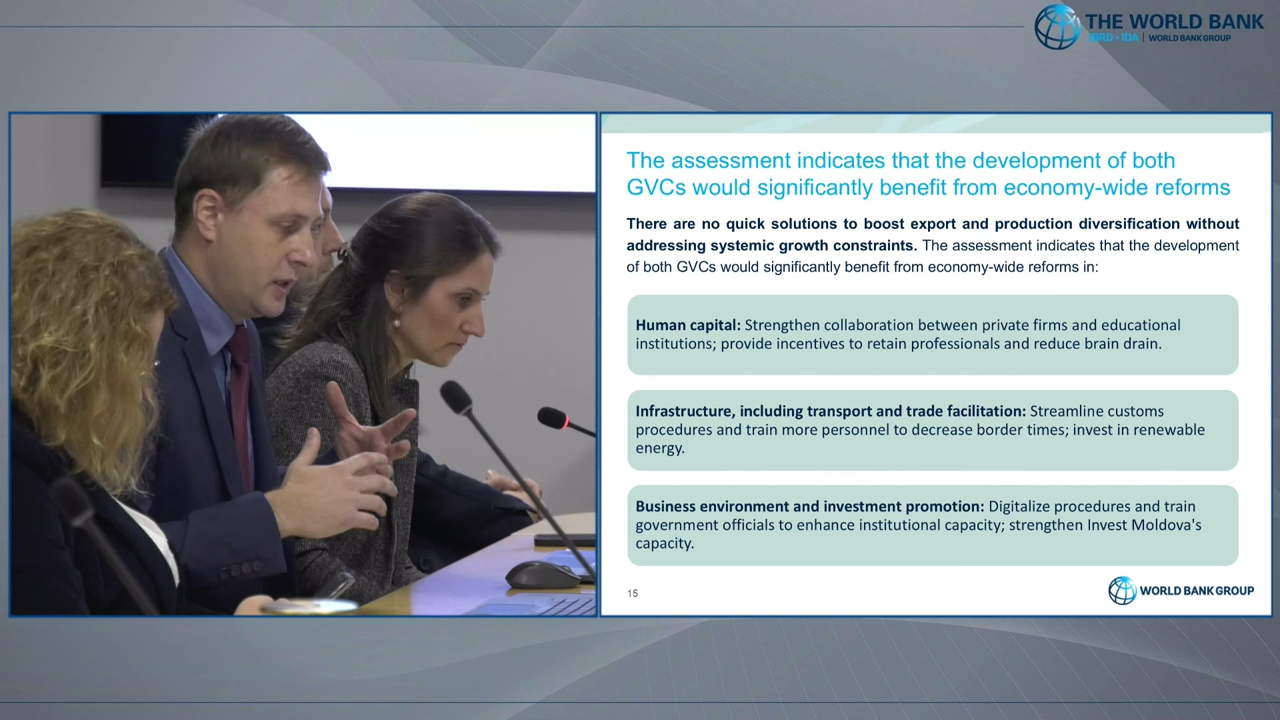 THE WORLD BANK
IBRD • IDA | WORLD BANK GROUP
The assessment indicates that the development of both
GVCs would significantly benefit from economy-wide reforms
There are no quick solutions to boost export and production diversification without
addressing systemic growth constraints. The assessment indicates that the development
of both GVCs would significantly benefit from economy-wide reforms in:
Human capital: Strengthen collaboration between private firms and educational
institutions; provide incentives to retain professionals and reduce brain drain.
Infrastructure, including transport and trade facilitation: Streamline customs
procedures and train more personnel to decrease border times; invest in renewable
energy.
Business environment and investment promotion: Digitalize procedures and train
government officials to enhance institutional capacity; strengthen Invest Moldova's
capacity.
15
WORLD BANK GROUP